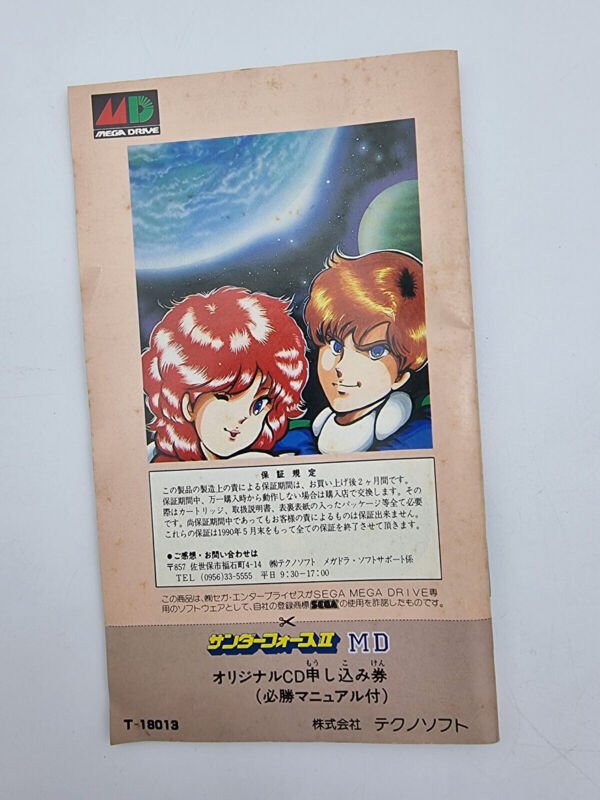 MD
MEGA DRIVE
保証規定
この製品の製造上の責による保証期間は、お買い上げ後2ヶ月間です。
保証期間中、万一購入時から動作しない場合は購入店で交換します。その
際はカートリッジ、取扱説明書、表裏表紙の入ったパッケージ等全て必要
です。尚保証期間中であってもお客様の責によるものは保証出来ません。
これらの保証は1990年5月末をもって全ての保証を終了させて頂きます。
●ご感想・お問い合わせは
〒857 佐世保市福石町4-14 ㈱テクノソフト メガドラ・ソフトサポート係
TEL (0956)33-5555 平日 9:30-17:00
この商品は、㈱セガ・エンタープライゼスがSEGA MEGA DRIVE専
用のソフトウェアとして、自社の登録商標SEGA®の使用を許諾したものです。
サンダーフォースII MD
もう こ けん
オリジナルCD申し込み券
(必勝マニュアル付)
T-18013 株式会社 テクノソフト